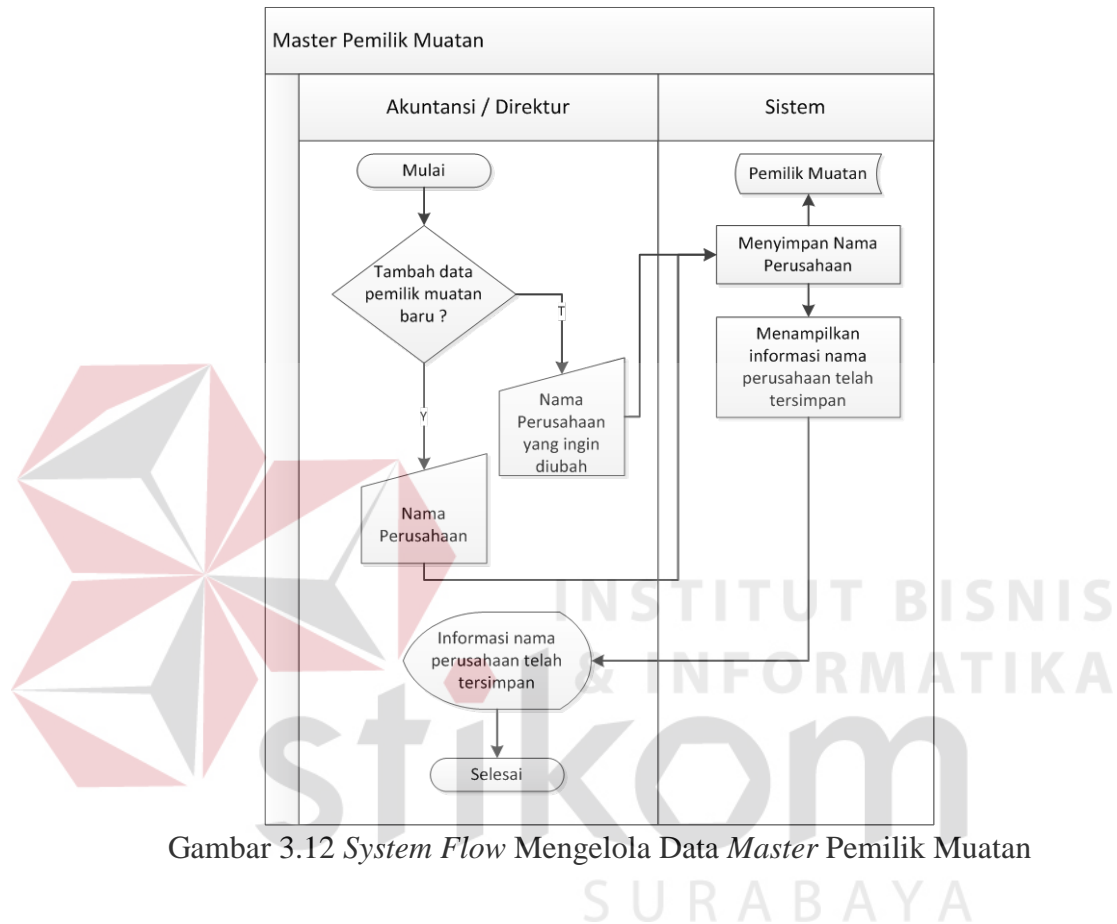 Master Pemilik Muatan
Akuntansi / Direktur
Sistem
Mulai
Tambah data
pemilik muatan
baru ?
T
Y
Nama
Perusahaan
yang ingin
diubah
Nama
Perusahaan
Pemilik Muatan
Menyimpan Nama
Perusahaan
Menampilkan
informasi nama
perusahaan telah
tersimpan
Informasi nama
perusahaan telah
tersimpan
Selesai
INSTITUT BISNIS
& INFORMATIKA
stikom
SURABAYA
Gambar 3.12 System Flow Mengelola Data Master Pemilik Muatan